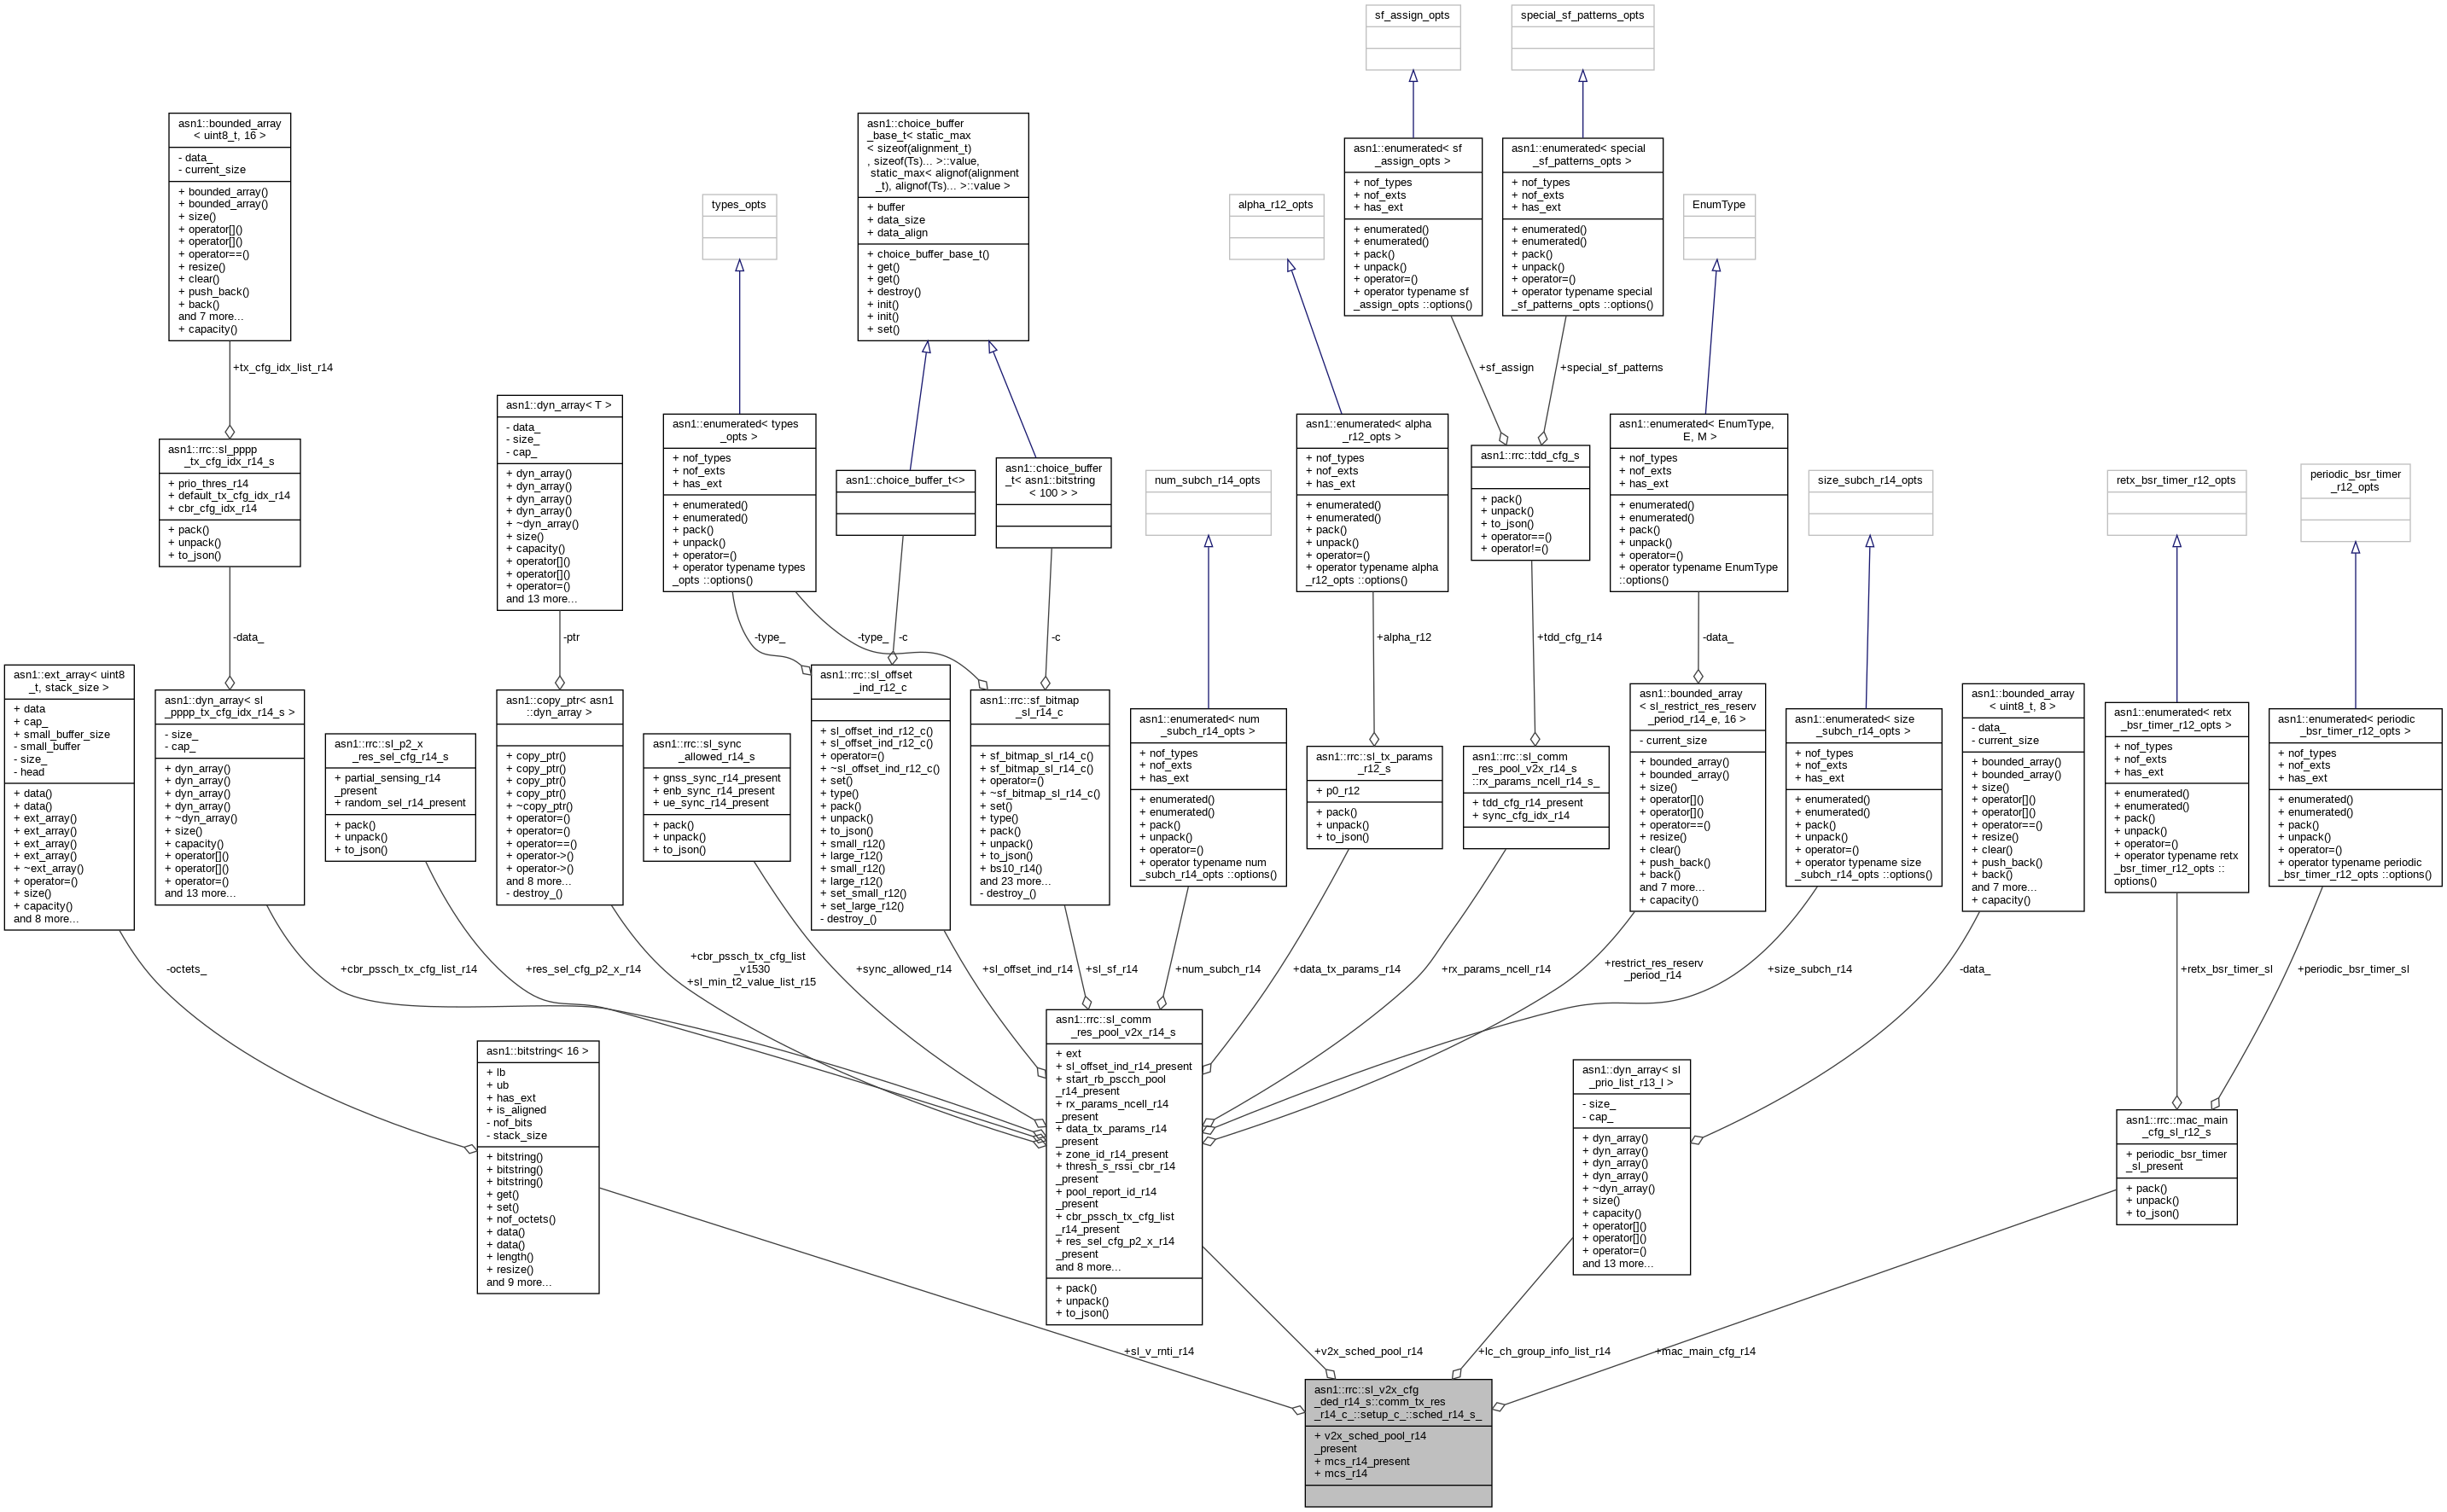 sf_assign_opts
special_sf_patterns_opts
asn1::bounded_array
< uint8_t, 16 >
- data_
- current_size
+ bounded_array()
+ bounded_array()
+ size()
+ operator[]()
+ operator[]()
+ operator==()
+ resize()
+ clear()
+ push_back()
+ back()
and 7 more...
+ capacity()
asn1::choice_buffer
_base_t< static_max
< sizeof(alignment_t)
, sizeof(Ts)... >::value,
static_max< alignof(alignment
_t), alignof(Ts)... >::value >
+ buffer
+ data_size
+ data_align
+ choice_buffer_base_t()
+ get()
+ get()
+ destroy()
+ init()
+ init()
+ set()
asn1::enumerated< sf
_assign_opts >
+ nof_types
+ nof_exts
+ has_ext
+ enumerated()
+ enumerated()
+ pack()
+ unpack()
+ operator=()
+ operator typename sf
_assign_opts ::options()
asn1::enumerated< special
_sf_patterns_opts >
+ nof_types
+ nof_exts
+ has_ext
+ enumerated()
+ enumerated()
+ pack()
+ unpack()
+ operator=()
+ operator typename special
_sf_patterns_opts ::options()
types_opts
alpha_r12_opts
EnumType
+tx_cfg_idx_list_r14
+sf_assign
+special_sf_patterns
asn1::rrc::sl_pppp
_tx_cfg_idx_r14_s
+ prio_thres_r14
+ default_tx_cfg_idx_r14
+ cbr_cfg_idx_r14
+ pack()
+ unpack()
+ to_json()
asn1::dyn_array< T >
- data_
- size_
- cap_
+ dyn_array()
+ dyn_array()
+ dyn_array()
+ dyn_array()
+ ~dyn_array()
+ size()
+ capacity()
+ operator[]()
+ operator[]()
+ operator=()
and 13 more...
asn1::enumerated< types
_opts >
+ nof_types
+ nof_exts
+ has_ext
+ enumerated()
+ enumerated()
+ pack()
+ unpack()
+ operator=()
+ operator typename types
_opts ::options()
asn1::choice_buffer_t<>
asn1::choice_buffer
_t< asn1::bitstring
< 100 > >
num_subch_r14_opts
asn1::enumerated< alpha
_r12_opts >
+ nof_types
+ nof_exts
+ has_ext
+ enumerated()
+ enumerated()
+ pack()
+ unpack()
+ operator=()
+ operator typename alpha
_r12_opts ::options()
asn1::rrc::tdd_cfg_s
+ pack()
+ unpack()
+ to_json()
+ operator==()
+ operator!=()
asn1::enumerated< EnumType,
E, M >
+ nof_types
+ nof_exts
+ has_ext
+ enumerated()
+ enumerated()
+ pack()
+ unpack()
+ operator=()
+ operator typename EnumType
::options()
size_subch_r14_opts
retx_bsr_timer_r12_opts
periodic_bsr_timer
_r12_opts
-data_
-ptr
-type_
-type_
-c
-c
+alpha_r12
+tdd_cfg_r14
-data_
asn1::ext_array< uint8
_t, stack_size >
+ data
+ cap_
+ small_buffer_size
- small_buffer
- size_
- head
+ data()
+ data()
+ ext_array()
+ ext_array()
+ ext_array()
+ ext_array()
+ ~ext_array()
+ operator=()
+ size()
+ capacity()
and 8 more...
asn1::dyn_array< sl
_pppp_tx_cfg_idx_r14_s >
- size_
- cap_
+ dyn_array()
+ dyn_array()
+ dyn_array()
+ dyn_array()
+ ~dyn_array()
+ size()
+ capacity()
+ operator[]()
+ operator[]()
+ operator=()
and 13 more...
asn1::rrc::sl_p2_x
_res_sel_cfg_r14_s
+ partial_sensing_r14
_present
+ random_sel_r14_present
+ pack()
+ unpack()
+ to_json()
asn1::copy_ptr< asn1
::dyn_array >
+ copy_ptr()
+ copy_ptr()
+ copy_ptr()
+ copy_ptr()
+ ~copy_ptr()
+ operator=()
+ operator=()
+ operator==()
+ operator->()
+ operator->()
and 8 more...
- destroy_()
asn1::rrc::sl_sync
_allowed_r14_s
+ gnss_sync_r14_present
+ enb_sync_r14_present
+ ue_sync_r14_present
+ pack()
+ unpack()
+ to_json()
asn1::rrc::sl_offset
_ind_r12_c
+ sl_offset_ind_r12_c()
+ sl_offset_ind_r12_c()
+ operator=()
+ ~sl_offset_ind_r12_c()
+ set()
+ type()
+ pack()
+ unpack()
+ to_json()
+ small_r12()
+ large_r12()
+ small_r12()
+ large_r12()
+ set_small_r12()
+ set_large_r12()
- destroy_()
asn1::rrc::sf_bitmap
_sl_r14_c
+ sf_bitmap_sl_r14_c()
+ sf_bitmap_sl_r14_c()
+ operator=()
+ ~sf_bitmap_sl_r14_c()
+ set()
+ type()
+ pack()
+ unpack()
+ to_json()
+ bs10_r14()
and 23 more...
- destroy_()
asn1::enumerated< num
_subch_r14_opts >
+ nof_types
+ nof_exts
+ has_ext
+ enumerated()
+ enumerated()
+ pack()
+ unpack()
+ operator=()
+ operator typename num
_subch_r14_opts ::options()
asn1::rrc::sl_tx_params
_r12_s
+ p0_r12
+ pack()
+ unpack()
+ to_json()
asn1::rrc::sl_comm
_res_pool_v2x_r14_s
::rx_params_ncell_r14_s_
+ tdd_cfg_r14_present
+ sync_cfg_idx_r14
asn1::bounded_array
< sl_restrict_res_reserv
_period_r14_e, 16 >
- current_size
+ bounded_array()
+ bounded_array()
+ size()
+ operator[]()
+ operator[]()
+ operator==()
+ resize()
+ clear()
+ push_back()
+ back()
and 7 more...
+ capacity()
asn1::enumerated< size
_subch_r14_opts >
+ nof_types
+ nof_exts
+ has_ext
+ enumerated()
+ enumerated()
+ pack()
+ unpack()
+ operator=()
+ operator typename size
_subch_r14_opts ::options()
asn1::bounded_array
< uint8_t, 8 >
- data_
- current_size
+ bounded_array()
+ bounded_array()
+ size()
+ operator[]()
+ operator[]()
+ operator==()
+ resize()
+ clear()
+ push_back()
+ back()
and 7 more...
+ capacity()
asn1::enumerated< retx
_bsr_timer_r12_opts >
+ nof_types
+ nof_exts
+ has_ext
+ enumerated()
+ enumerated()
+ pack()
+ unpack()
+ operator=()
+ operator typename retx
_bsr_timer_r12_opts ::
options()
asn1::enumerated< periodic
_bsr_timer_r12_opts >
+ nof_types
+ nof_exts
+ has_ext
+ enumerated()
+ enumerated()
+ pack()
+ unpack()
+ operator=()
+ operator typename periodic
_bsr_timer_r12_opts ::options()
-octets_
+cbr_pssch_tx_cfg_list_r14
+res_sel_cfg_p2_x_r14
+cbr_pssch_tx_cfg_list
_v1530
+sl_min_t2_value_list_r15
+sync_allowed_r14
+sl_offset_ind_r14
+sl_sf_r14
+num_subch_r14
+data_tx_params_r14
+rx_params_ncell_r14
+restrict_res_reserv
_period_r14
+size_subch_r14
-data_
+retx_bsr_timer_sl
+periodic_bsr_timer_sl
asn1::bitstring< 16 >
+ lb
+ ub
+ has_ext
+ is_aligned
- nof_bits
- stack_size
+ bitstring()
+ bitstring()
+ bitstring()
+ get()
+ set()
+ nof_octets()
+ data()
+ data()
+ length()
+ resize()
and 9 more...
asn1::rrc::sl_comm
_res_pool_v2x_r14_s
+ ext
+ sl_offset_ind_r14_present
+ start_rb_pscch_pool
_r14_present
+ rx_params_ncell_r14
_present
+ data_tx_params_r14
_present
+ zone_id_r14_present
+ thresh_s_rssi_cbr_r14
_present
+ pool_report_id_r14
_present
+ cbr_pssch_tx_cfg_list
_r14_present
+ res_sel_cfg_p2_x_r14
_present
and 8 more...
+ pack()
+ unpack()
+ to_json()
asn1::dyn_array< sl
_prio_list_r13_l >
- size_
- cap_
+ dyn_array()
+ dyn_array()
+ dyn_array()
+ dyn_array()
+ ~dyn_array()
+ size()
+ capacity()
+ operator[]()
+ operator[]()
+ operator=()
and 13 more...
asn1::rrc::mac_main
_cfg_sl_r12_s
+ periodic_bsr_timer
_sl_present
+ pack()
+ unpack()
+ to_json()
+sl_v_rnti_r14
+v2x_sched_pool_r14
+lc_ch_group_info_list_r14
+mac_main_cfg_r14
asn1::rrc::sl_v2x_cfg
_ded_r14_s::comm_tx_res
_r14_c_::setup_c_::sched_r14_s_
+ v2x_sched_pool_r14
_present
+ mcs_r14_present
+ mcs_r14